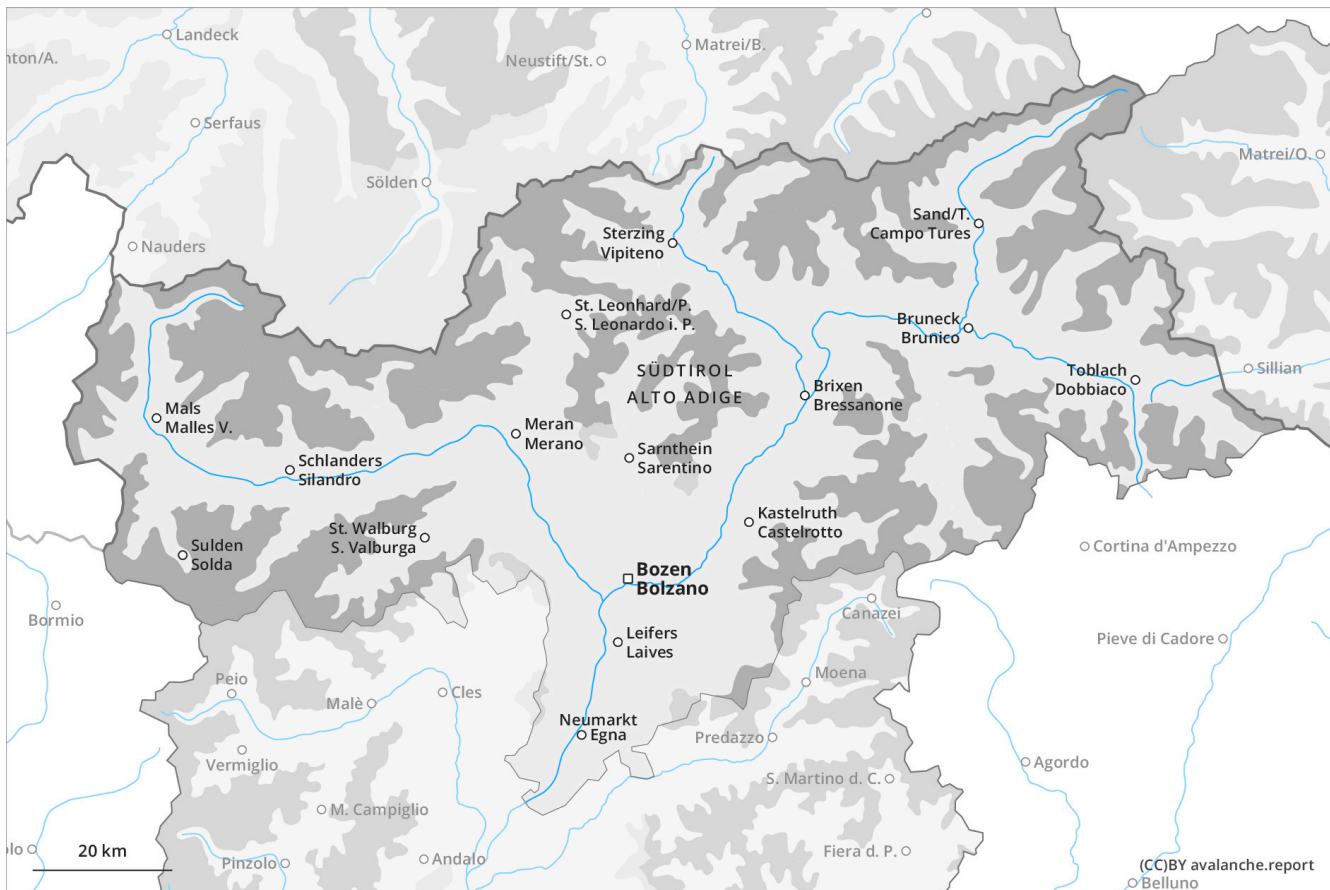 Landeck
nton/A.
Matrei/B.
Neustift/St.
Serfaus
Sölden
Matrei/O.
Nauders
Sand/T.
Campo Tures
Sterzing
Vipiteno
St. Leonhard/P.
S. Leonardo i. P.
Bruneck
Brunico
SÜDTIROL
ALTO ADIGE
Toblach
Dobbiaco
Sillian
Brixen
Bressanone
Mals
Malles V.
Meran
Merano
Schlanders
Silandro
Sarnthein
Sarentino
Kastelruth
Castelrotto
St. Walburg
S. Valburga
Sulden
Solda
Cortina d'Ampezzo
Bozen
Bolzano
Bormio
Canazei
Leifers
Laives
Pieve di Cadore
Peio
Malè
Cles
Moena
Neumarkt
Egna
Predazzo
Vermiglio
Agordo
S. Martino d. C.
M. Campiglio
olo
20 km
Pinzolo
Andalo
Fiera d. P.
(CC)BY avalanche.report
Belluno